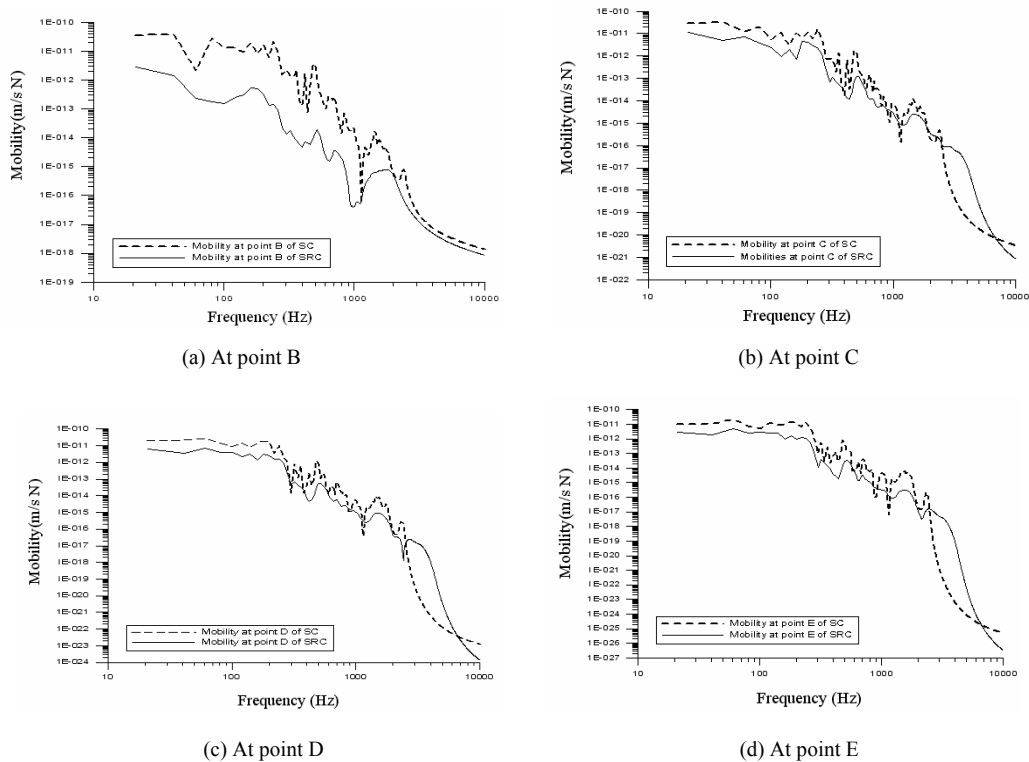 1E-010
1E-011
1E-012
1E-013
1E-014
1E-015
1E-016
1E-017
1E-018
1E-019
Mobility(m/s N)
Mobility at point B of SC
Mobility at point B of SRC
10
100
1000
10000
Frequency (Hz)
(a) At point B
1E-010
1E-011
1E-012
1E-013
1E-014
1E-015
1E-016
1E-017
1E-018
1E-019
1E-020
1E-021
1E-022
Mobility(m/s N)
Mobility at point C of SC
Mobilities at point C of SRC
10
100
1000
10000
Frequency (Hz)
(b) At point C
1E-010
1E-011
1E-012
1E-013
1E-014
1E-015
1E-016
1E-017
1E-018
1E-019
1E-020
1E-021
1E-022
1E-023
1E-024
Mobility(m/s N)
Mobility at point D of SC
Mobility at point D of SRC
10
100
1000
10000
Frequency (Hz)
(c) At point D
1E-010
1E-011
1E-012
1E-013
1E-014
1E-015
1E-016
1E-017
1E-018
1E-019
1E-020
1E-021
1E-022
1E-023
1E-024
1E-025
1E-026
1E-027
Mobility(m/s N)
Mobility at point E of SC
Mobility at point E of SRC
10
100
1000
10000
Frequency (Hz)
(d) At point E